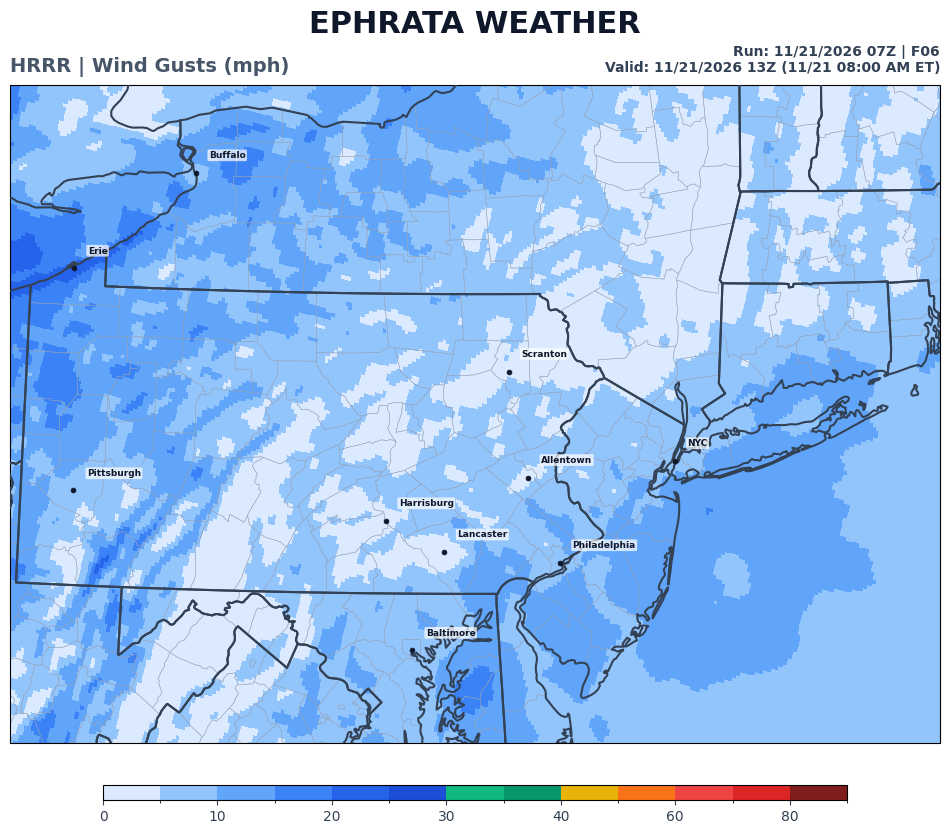 EPHRATA WEATHER
HRRR | Wind Gusts (mph)
Run: 11/21/2026 07Z | F06
Valid: 11/21/2026 13Z (11/21 08:00 AM ET)
Buffalo
Erie
Scranton
NYC
Allentown
Pittsburgh
Harrisburg
Lancaster
Philadelphia
Baltimore
0 10 20 30 40 50 60 70 80